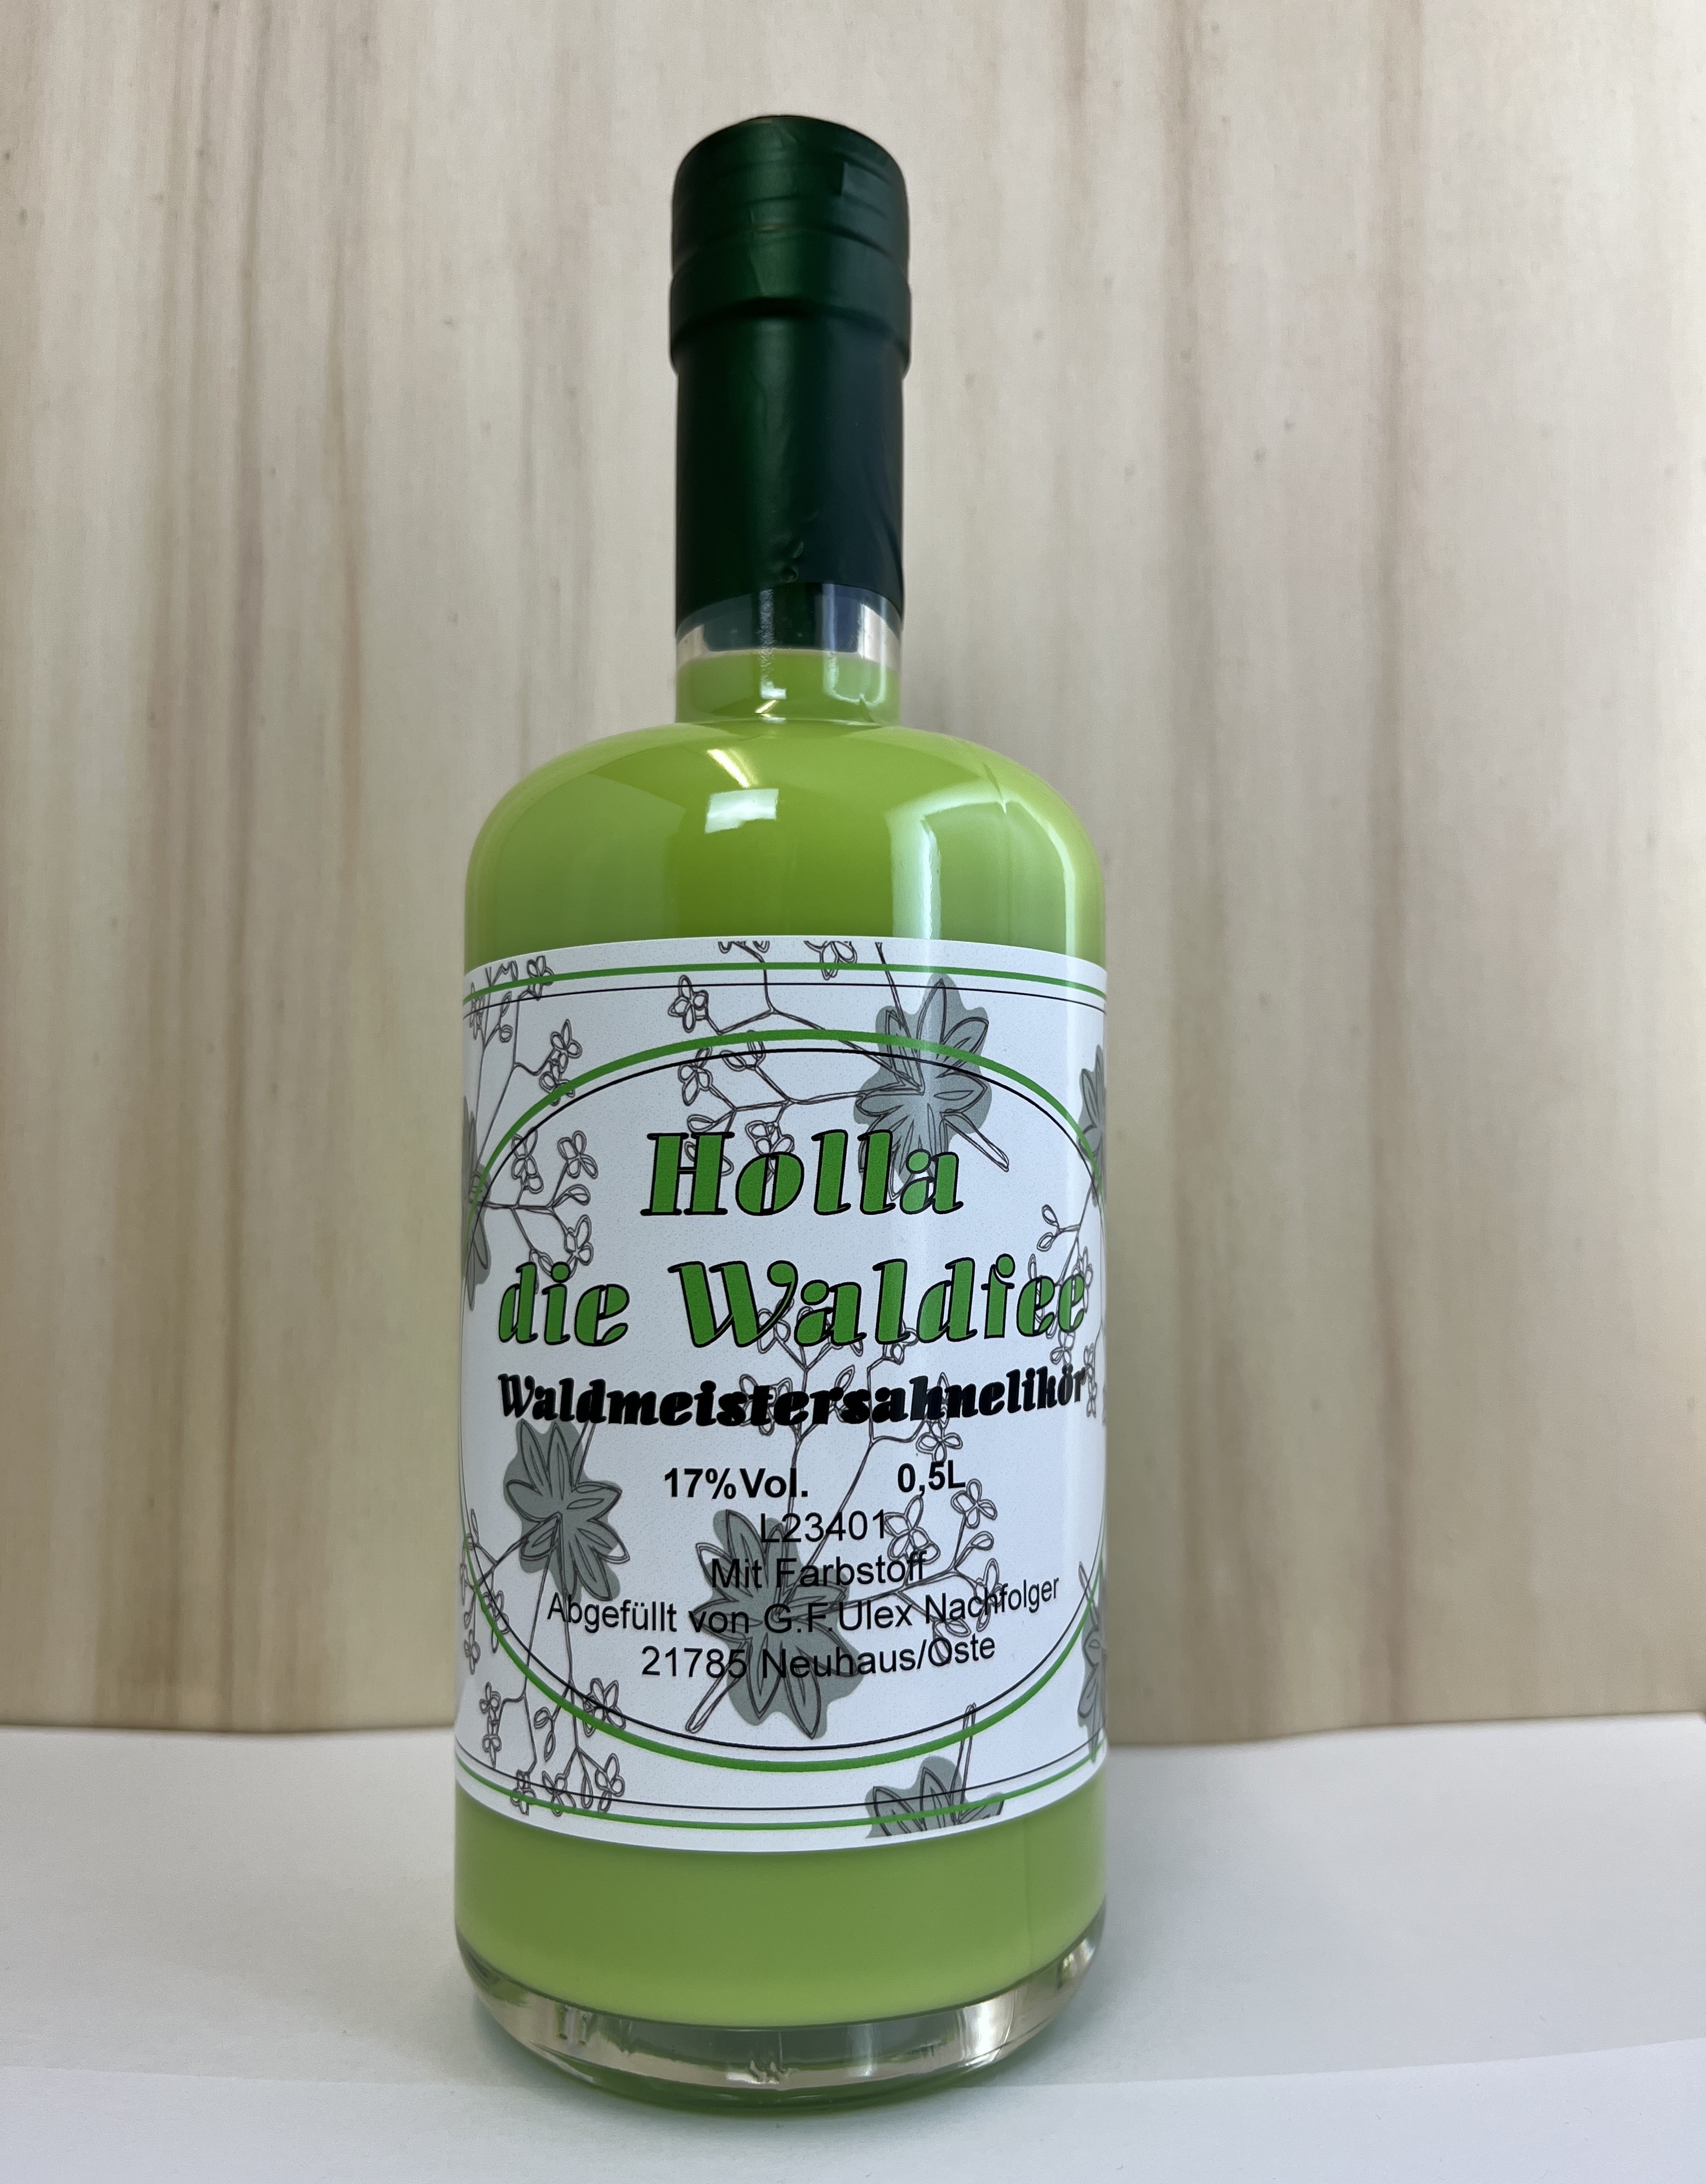 Holla
die Waldfee
Waldmeistersahnelikör
17%Vol. 0,5L
L23401
Mit Farbstoff
Abgefüllt von G.F.Ulex Nachfolger
21785 Neuhaus/Oste